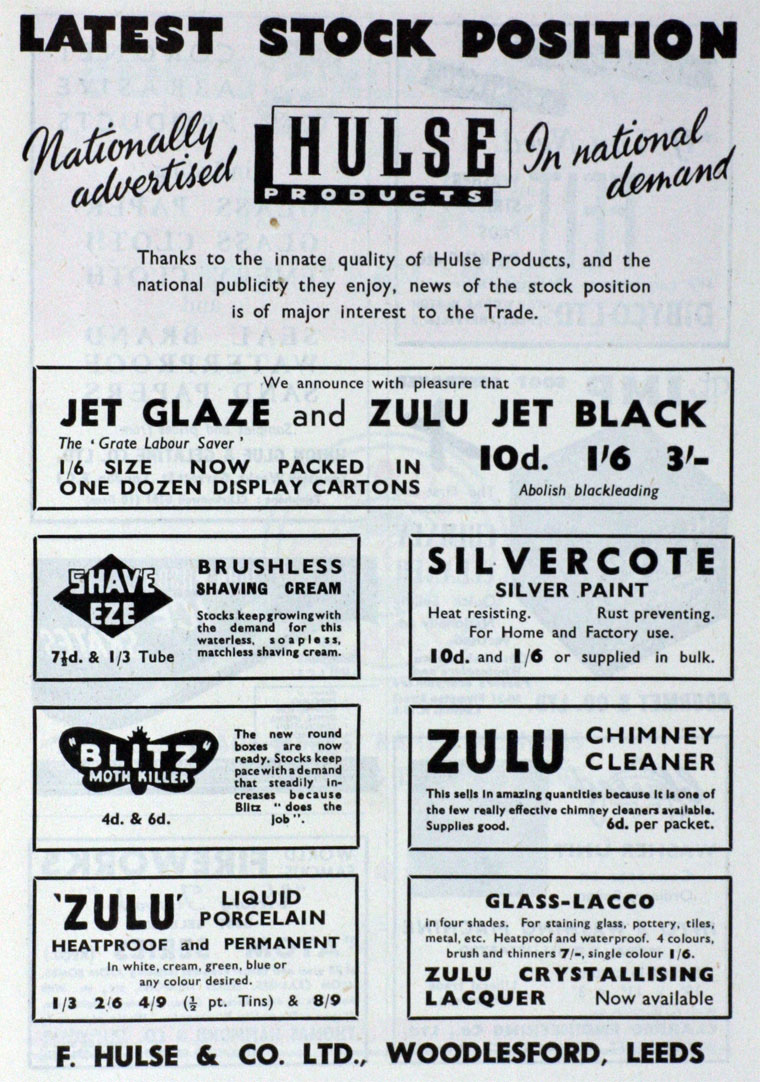 LATEST STOCK POSITION
Nationally advertised
HULSE
PRODUCTS
In national demand
Thanks to the innate quality of Hulse Products, and the
national publicity they enjoy, news of the stock position
is of major interest to the Trade.
We announce with pleasure that
JET GLAZE and ZULU JET BLACK
The 'Grate Labour Saver'
1/6 SIZE NOW PACKED IN
ONE DOZEN DISPLAY CARTONS
10d. 1'6 3'-
Abolish blackleading
SHAVE
EZE
7½d. & 1/3 Tube
BRUSHLESS
SHAVING CREAM
Stocks keep growing with
the demand for this
waterless, soapless,
matchless shaving cream.
SILVERCOTE
SILVER PAINT
Heat resisting. Rust preventing.
For Home and Factory use.
10d. and 1/6 or supplied in bulk.
"BLITZ"
MOTH KILLER
4d. & 6d.
The new round
boxes are now
ready. Stocks keep
pace with a demand
that steadily in-
creases because
Blitz "does the
job".
ZULU CHIMNEY
CLEANER
This sells in amazing quantities because it is one of
the few really effective chimney cleaners available.
Supplies good. 6d. per packet.
'ZULU' LIQUID
PORCELAIN
HEATPROOF and PERMANENT
In white, cream, green, blue or
any colour desired.
1/3 2/6 4/9 (½ pt. Tins) & 8/9
GLASS-LACCO
in four shades. For staining glass, pottery, tiles,
metal, etc. Heatproof and waterproof. 4 colours,
brush and thinners 7/-, single colour 1/6.
ZULU CRYSTALLISING
LACQUER Now available
F. HULSE & CO. LTD., WOODLESFORD, LEEDS